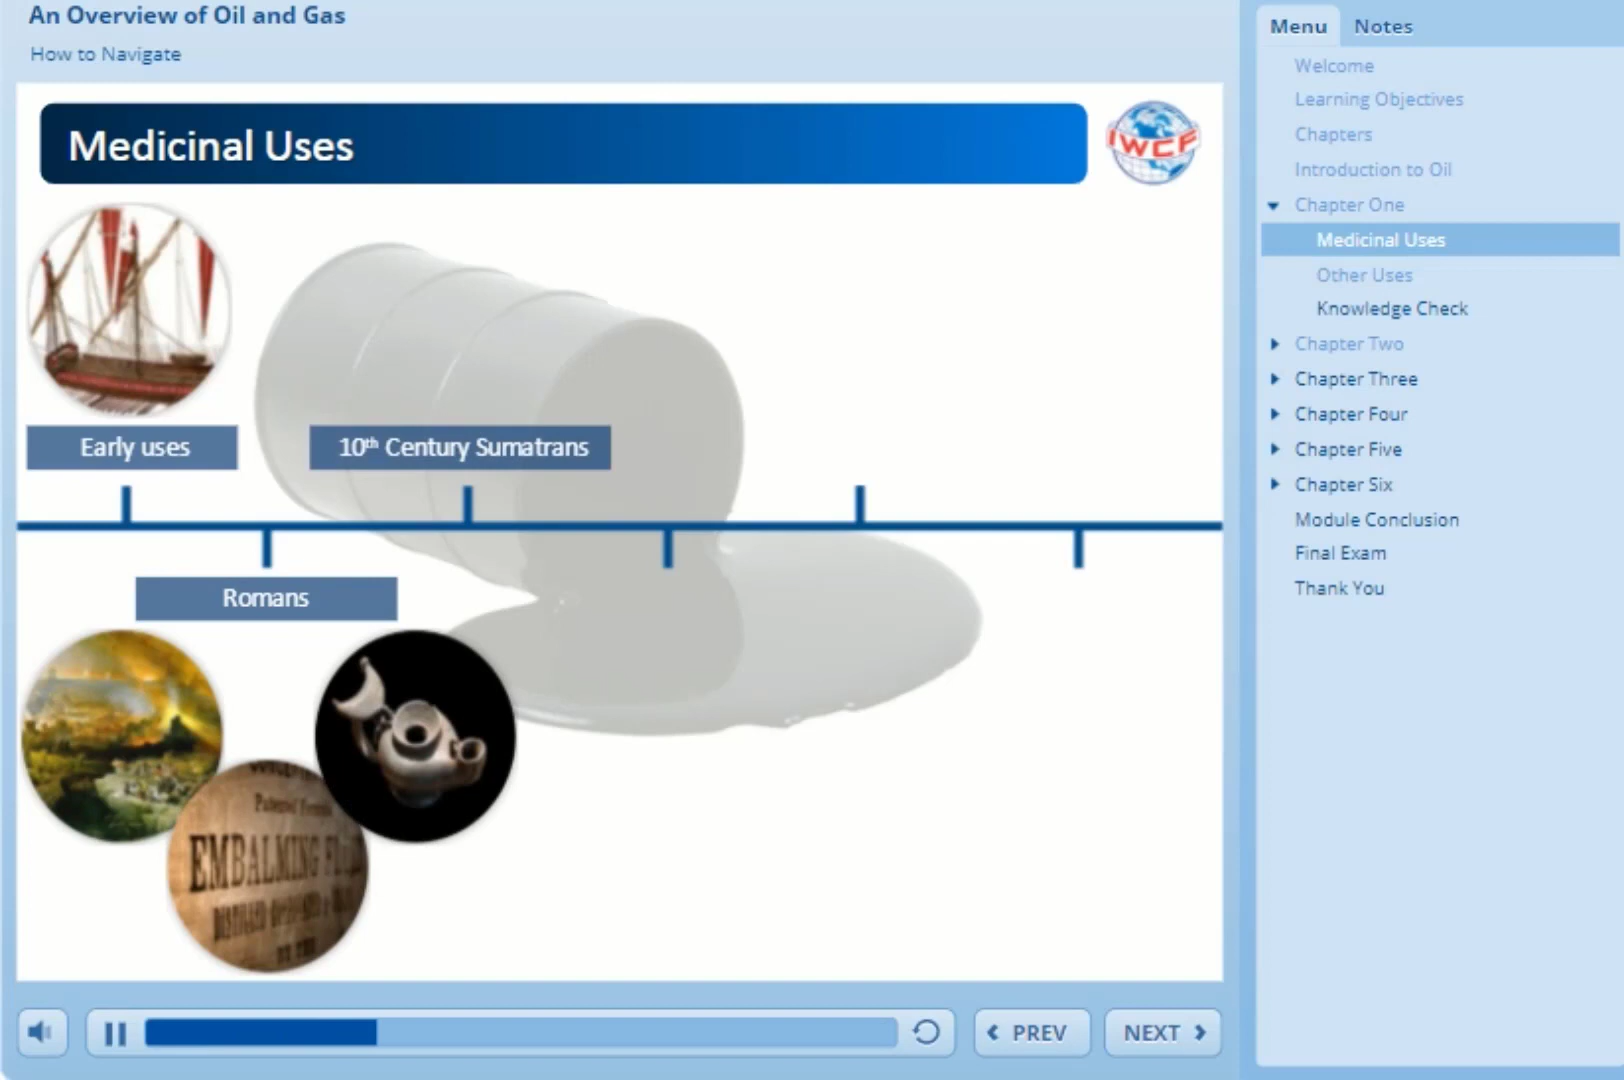 An Overview of Oil and Gas
How to Navigate
Medicinal Uses
IWCF
Early uses
10th Century Sumatrans
Romans
EMBALMING
PREV
NEXT
Menu
Notes
Welcome
Learning Objectives
Chapters
Introduction to Oil
Chapter One
Medicinal Uses
Other Uses
Knowledge Check
Chapter Two
Chapter Three
Chapter Four
Chapter Five
Chapter Six
Module Conclusion
Final Exam
Thank You